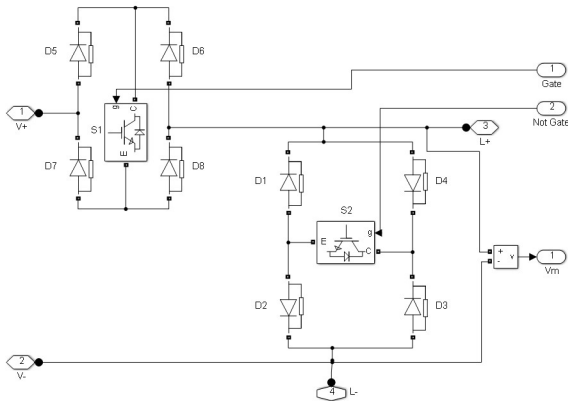 D5
D6
1
Gate
g
C
1
V+
S1
E
2
Not Gate
3
L+
D7
D8
D1
D4
S2
g
E
C
+
-
v
1
Vm
D2
D3
2
V-
4
L-